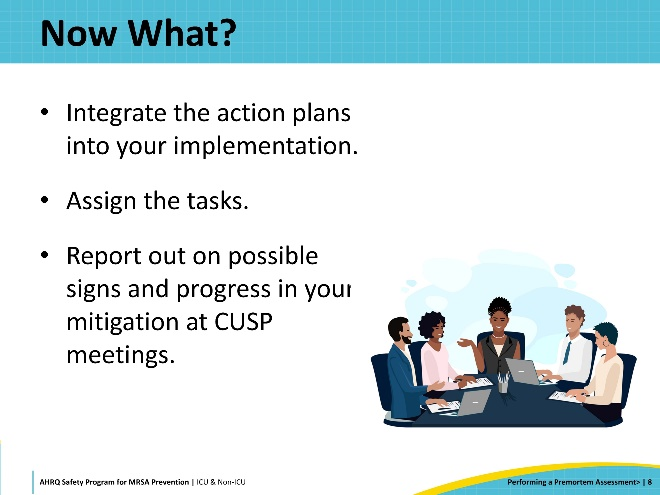 Now What?
• Integrate the action plans
into your implementation.
• Assign the tasks.
• Report out on possible
signs and progress in your
mitigation at CUSP
meetings.
AHRQ Safety Program for MRSA Prevention | ICU & Non-ICU
Performing a Premortem Assessment> | 8